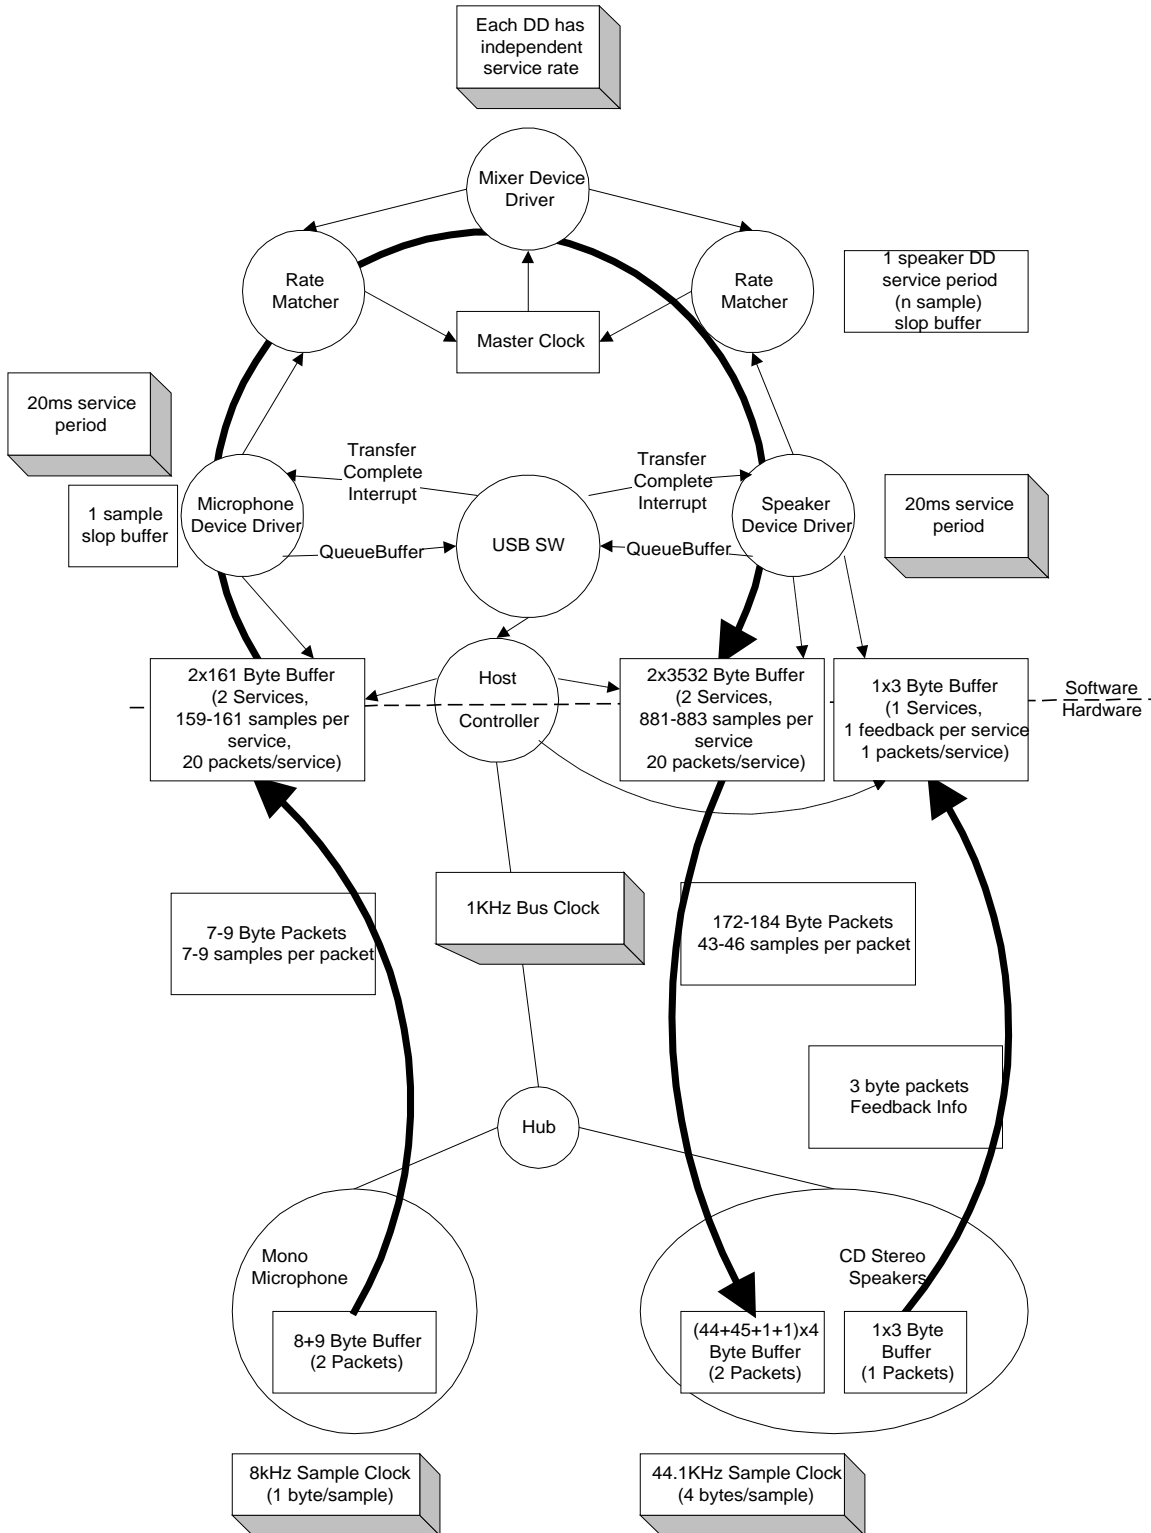 Each DD has
independent
service rate
Mixer Device
Driver
Rate
Matcher
Rate
Matcher
1 speaker DD
service period
(n sample)
slop buffer
Master Clock
20ms service
period
Transfer
Complete
Interrupt
Transfer
Complete
Interrupt
1 sample
slop buffer
Microphone
Device Driver
QueueBuffer
USB SW
QueueBuffer
Speaker
Device Driver
20ms service
period
2x161 Byte Buffer
(2 Services,
159-161 samples per
service,
20 packets/service)
Host
Controller
2x3532 Byte Buffer
(2 Services,
881-883 samples per
service
20 packets/service)
1x3 Byte Buffer
(1 Services,
1 feedback per service
1 packets/service)
Software
Hardware
7-9 Byte Packets
7-9 samples per packet
1KHz Bus Clock
172-184 Byte Packets
43-46 samples per packet
3 byte packets
Feedback Info
Hub
Mono
Microphone
8+9 Byte Buffer
(2 Packets)
CD Stereo
Speakers
(44+45+1+1)x4
Byte Buffer
(2 Packets)
1x3 Byte
Buffer
(1 Packets)
8kHz Sample Clock
(1 byte/sample)
44.1KHz Sample Clock
(4 bytes/sample)